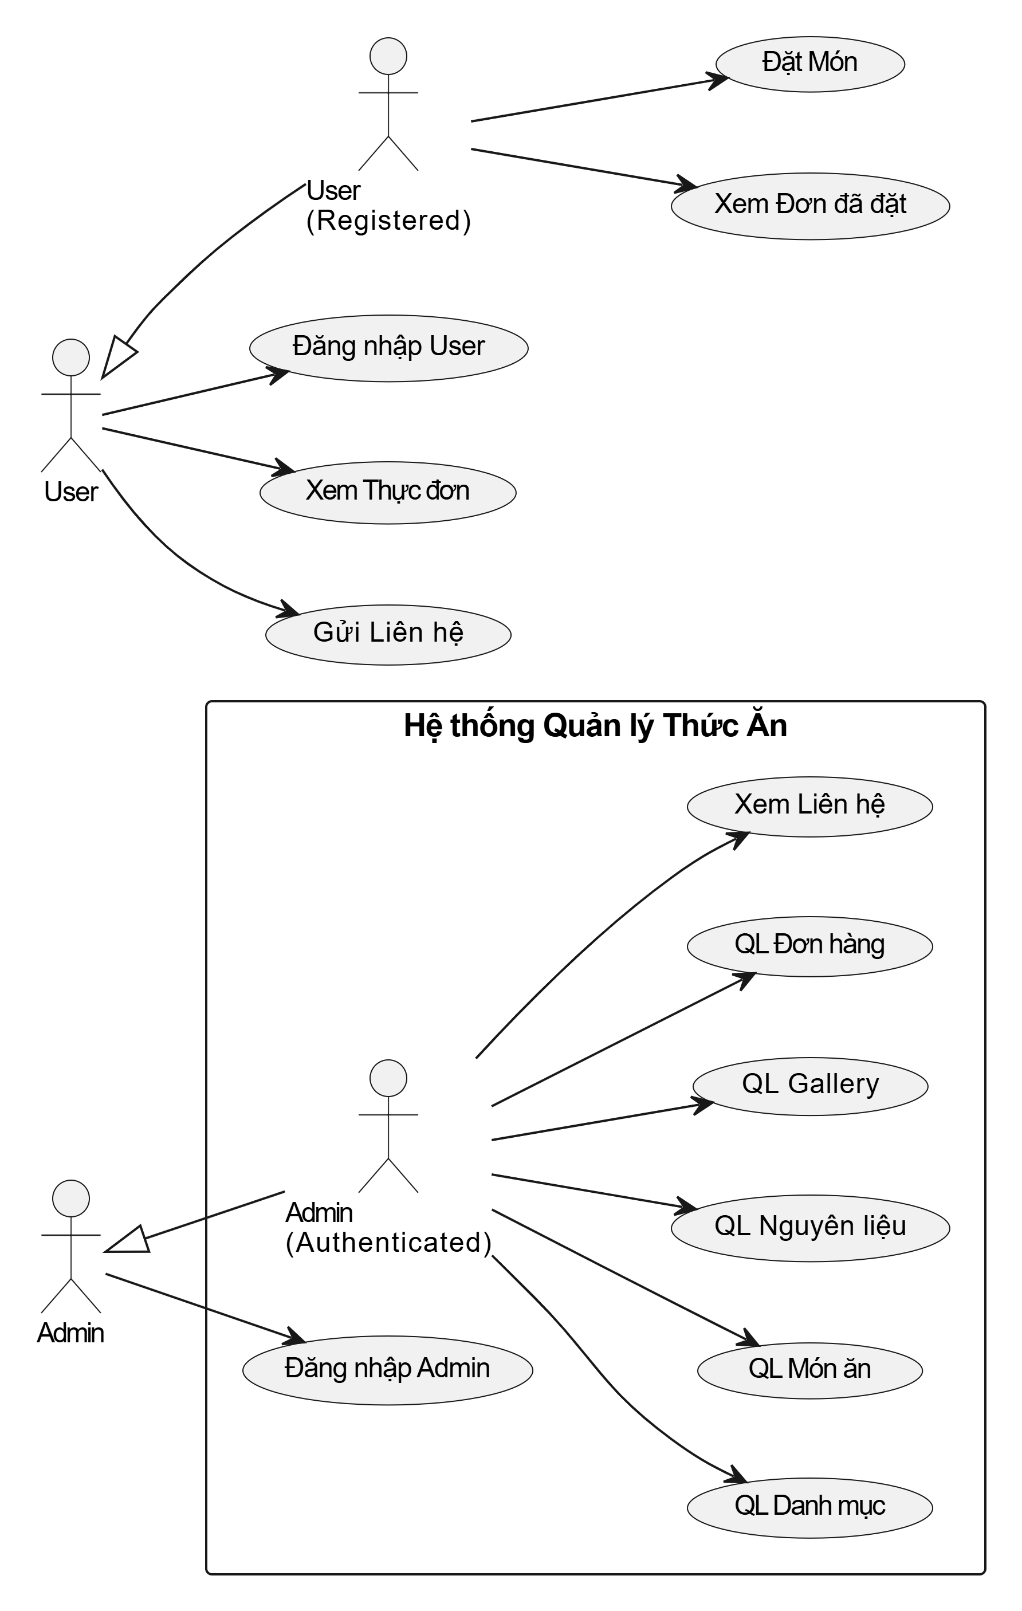 Đặt Món
User
(Registered)
Xem Đơn đã đặt
Đăng nhập User
User
Xem Thực đơn
Gửi Liên hệ
Hệ thống Quản lý Thức Ăn
Xem Liên hệ
QL Đơn hàng
QL Gallery
Admin
(Authenticated)
QL Nguyên liệu
Admin
Đăng nhập Admin
QL Món ăn
QL Danh mục